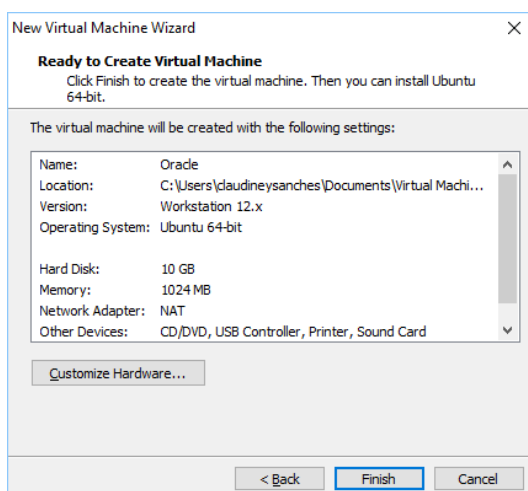 New Virtual Machine Wizard
Ready to Create Virtual Machine
Click Finish to create the virtual machine. Then you can install Ubuntu
64-bit.
The virtual machine will be created with the following settings:
Name: Oracle
Location: C:\Users\claudineysanches\Documents\Virtual Machi...
Version: Workstation 12.x
Operating System: Ubuntu 64-bit
Hard Disk: 10 GB
Memory: 1024 MB
Network Adapter: NAT
Other Devices: CD/DVD, USB Controller, Printer, Sound Card
Customize Hardware...
< Back Finish Cancel